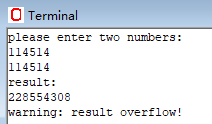 Terminal
please enter two numbers:
114514
114514
result:
228554308
warning: result overflow!